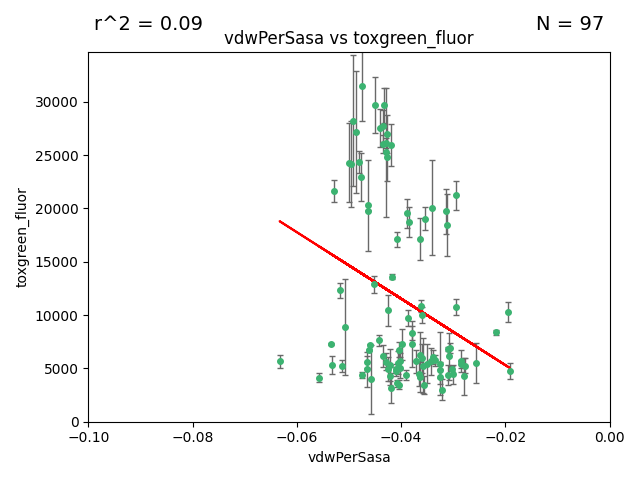 r^2 = 0.09
N = 97
vdwPerSasa vs toxgreen_fluor
toxgreen_fluor
30000
25000
20000
15000
10000
5000
0
−0.10
−0.08
−0.06
−0.04
−0.02
0.00
vdwPerSasa